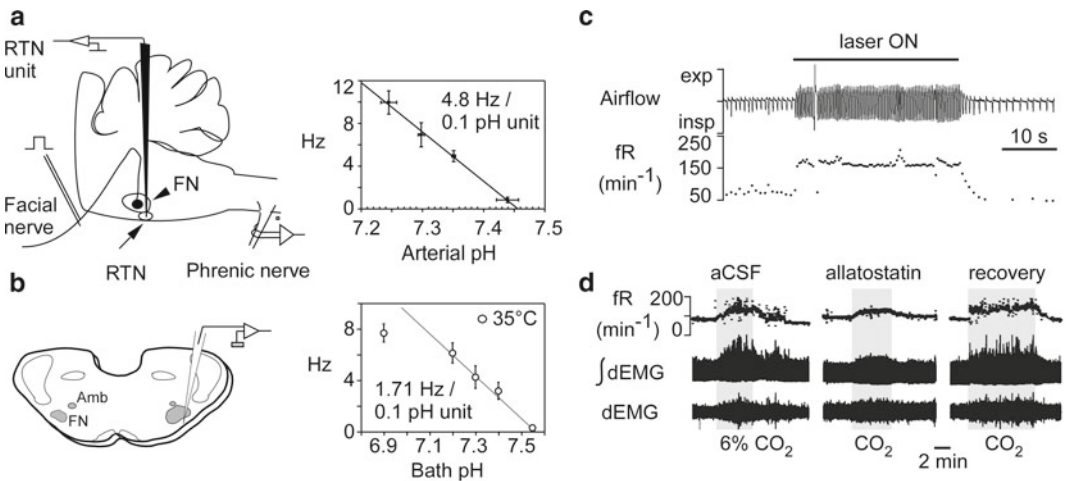 a
RTN
unit
FN
Facial
nerve
RTN
Phrenic nerve
12
8
Hz
4
0
4.8 Hz /
0.1 pH unit
7.2 7.3 7.4 7.5
Arterial pH
b
Amb
FN
8
Hz
4
0
35°C
1.71 Hz /
0.1 pH unit
6.9 7.1 7.3 7.5
Bath pH
c
laser ON
exp
Airflow
insp
10 s
fR
(min-1)
250
150
50
d
aCSF allatostatin recovery
fR
(min-1)
200
0
∫dEMG
dEMG
6% CO2 CO2 CO2
2 min